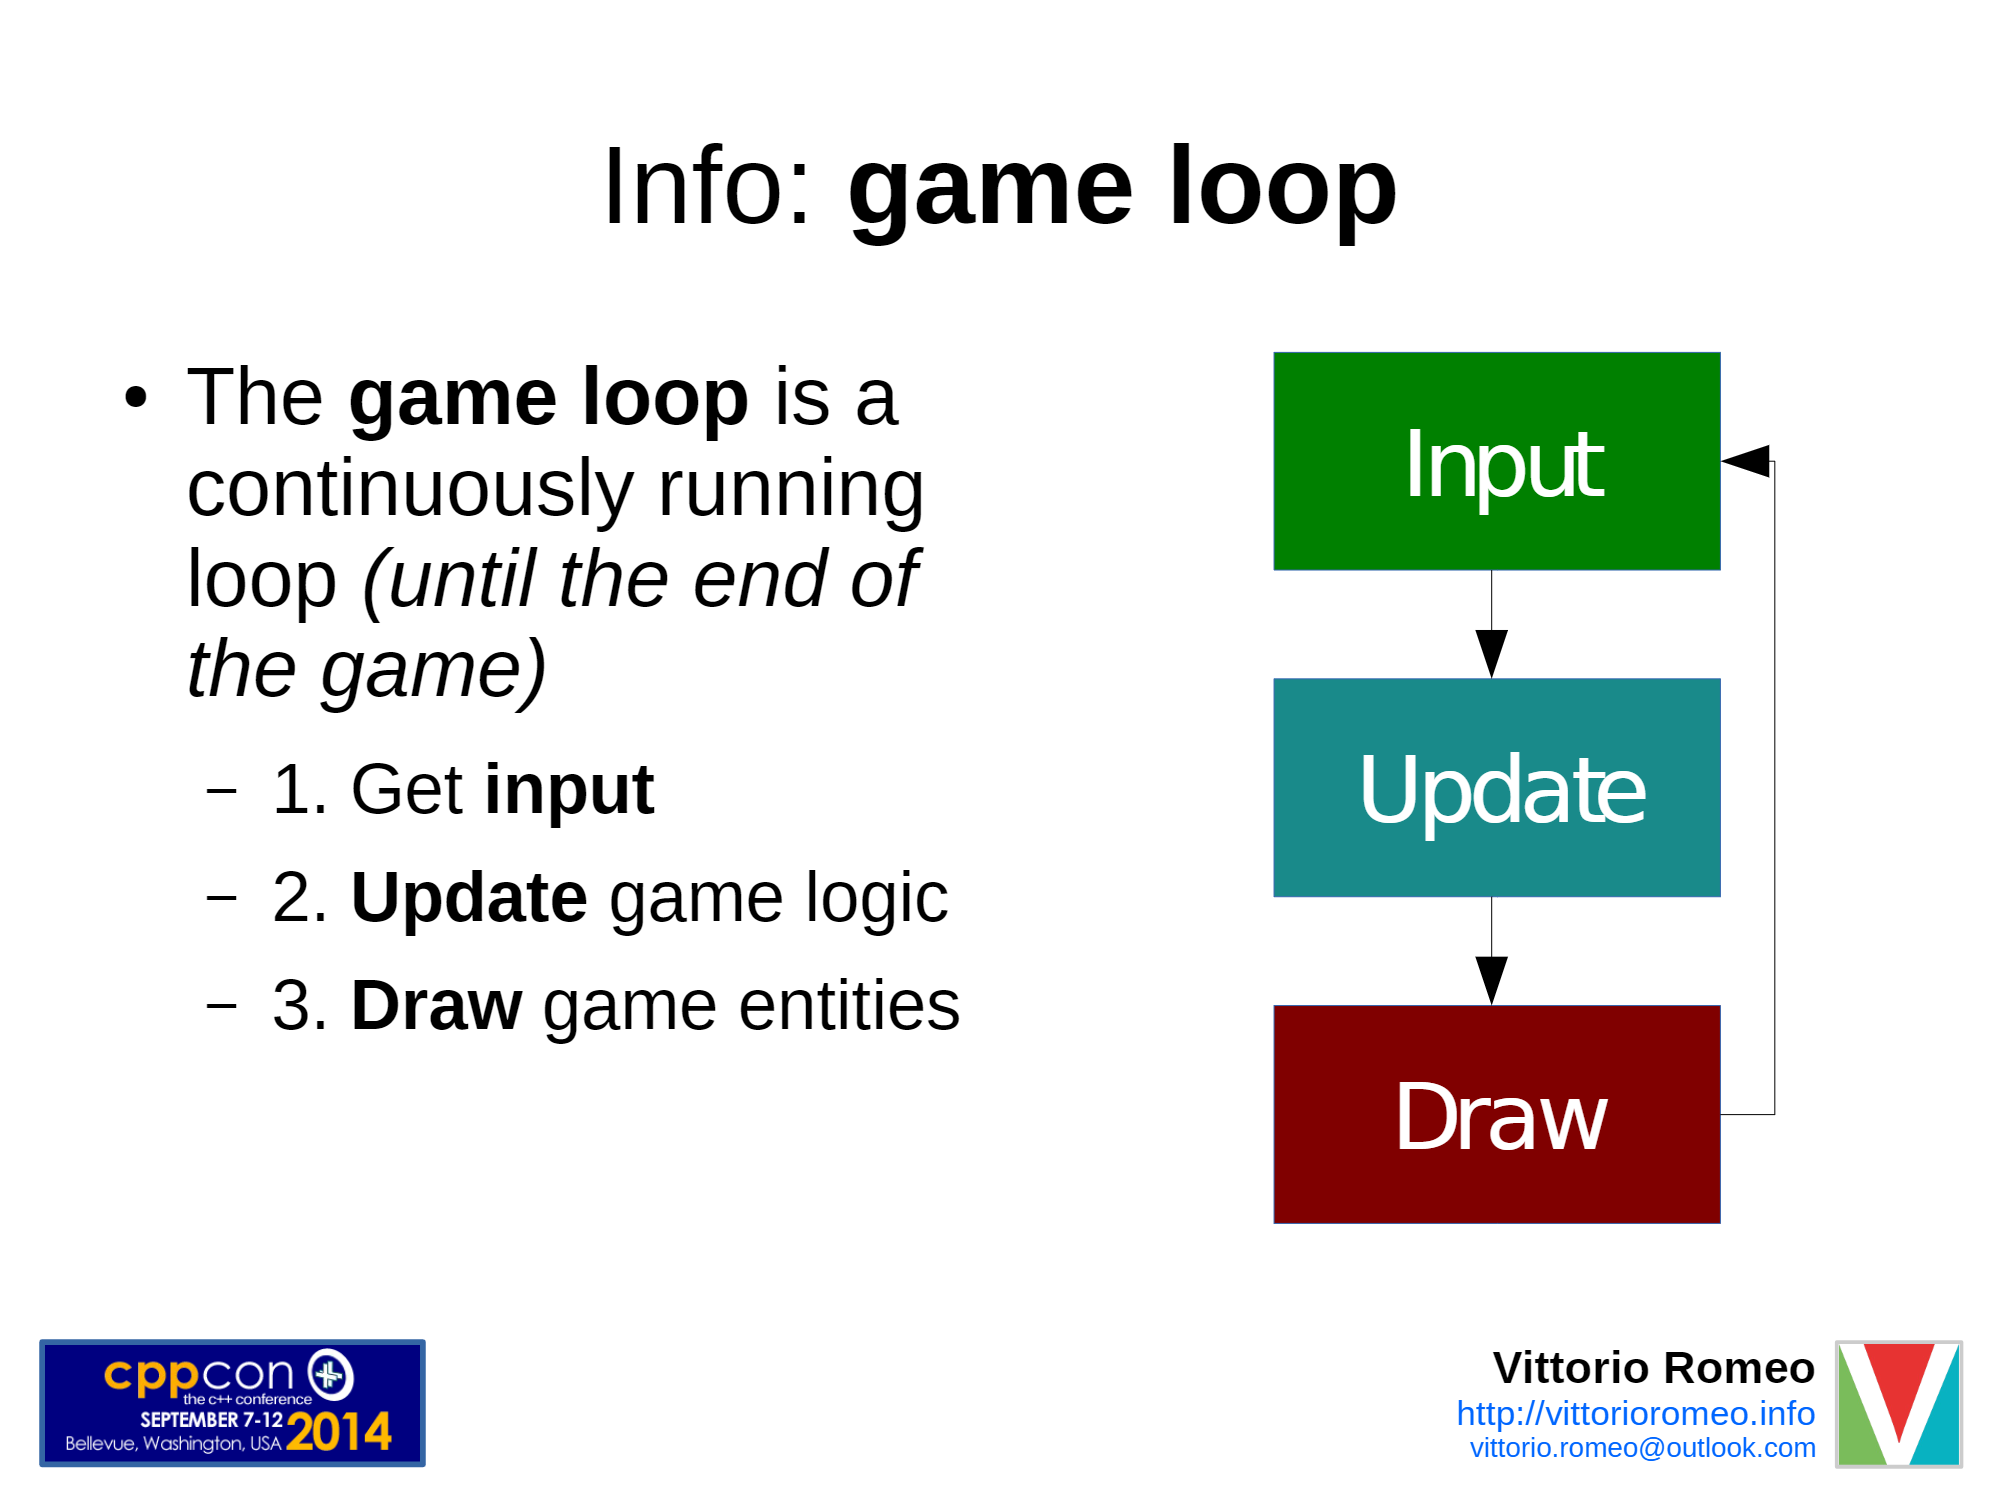 Info: game loop
• The game loop is a
continuously running
loop (until the end of
the game)
– 1. Get input
– 2. Update game logic
– 3. Draw game entities
Input
Update
Draw
cppcon
the c++ conference
SEPTEMBER 7-12
Bellevue, Washington, USA 2014
Vittorio Romeo
http://vittorioromeo.info
vittorio.romeo@outlook.com